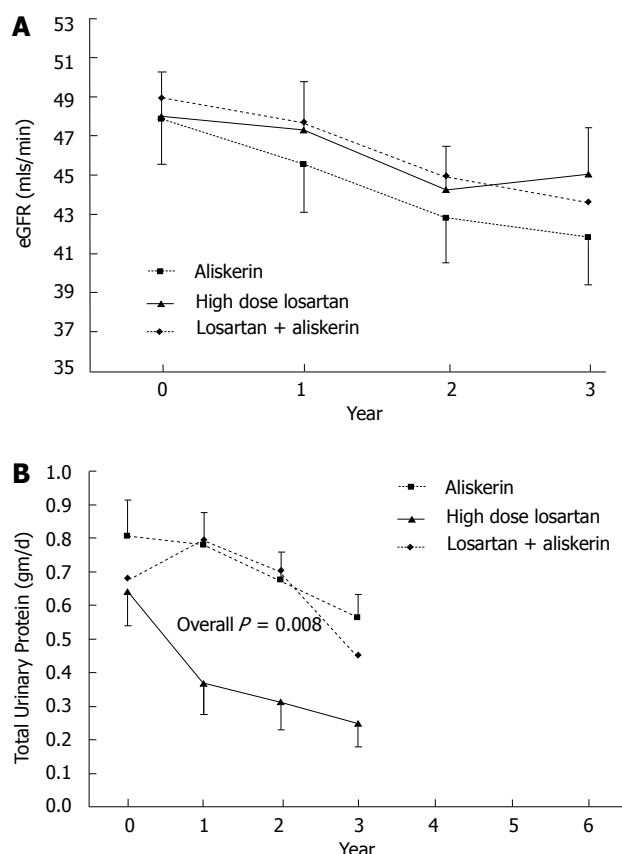 A
53
51
49
47
45
43
41
39
37
35
eGFR (mls/min)
Aliskerin
High dose losartan
Losartan + aliskerin
0 1 2 3
Year
B
1.0
0.9
0.8
0.7
0.6
0.5
0.4
0.3
0.2
0.1
0.0
Total Urinary Protein (gm/d)
Aliskerin
High dose losartan
Losartan + aliskerin
Overall P = 0.008
0 1 2 3 4 5 6
Year